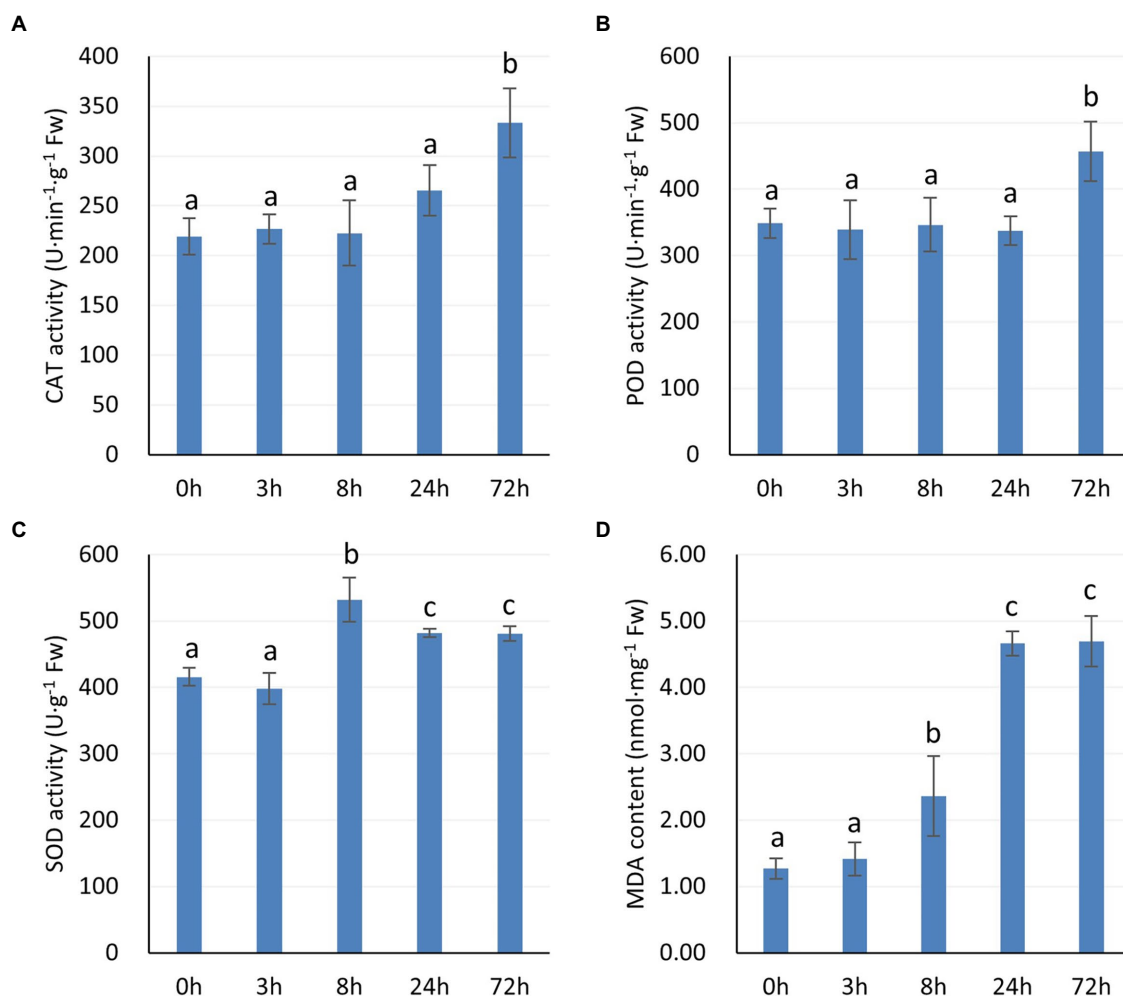 A
CAT activity (U·min⁻¹·g⁻¹ Fw)
400
350
300
250
200
150
100
50
0
a a a a b
0h 3h 8h 24h 72h
B
POD activity (U·min⁻¹·g⁻¹ Fw)
600
500
400
300
200
100
0
a a a a b
0h 3h 8h 24h 72h
C
SOD activity (U·g⁻¹ Fw)
600
500
400
300
200
100
0
a a b c c
0h 3h 8h 24h 72h
D
MDA content (nmol·mg⁻¹ Fw)
6.00
5.00
4.00
3.00
2.00
1.00
0.00
a a b c c
0h 3h 8h 24h 72h